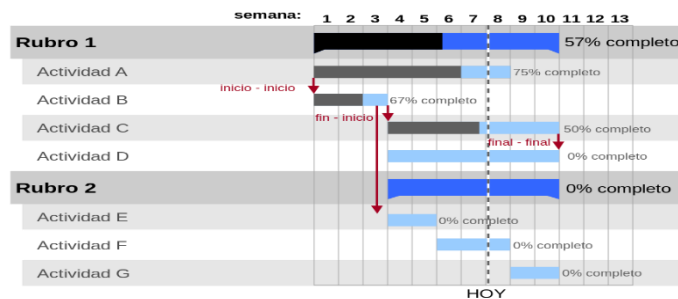 semana: 1 2 3 4 5 6 7 8 9 10 11 12 13
Rubro 1 57% completo
Actividad A 75% completo
inicio - inicio
Actividad B 67% completo
fin - inicio
Actividad C 50% completo
final - final
Actividad D 0% completo
Rubro 2 0% completo
Actividad E 0% completo
Actividad F 0% completo
Actividad G 0% completo
HOY